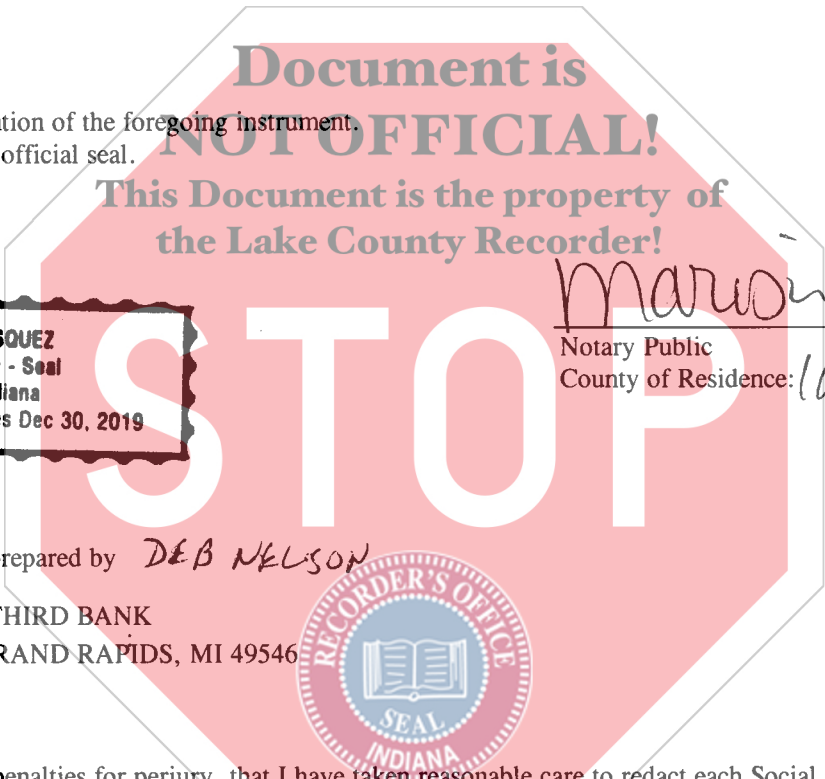 Document is
tion of the foregoing instrument.
NOT OFFICIAL!
official seal.
This Document is the property of
the Lake County Recorder!
STOP
SQUEZ
- Seal
diana
s Dec 30, 2019
Notary Public
County of Residence:
repared by DEB NELSON
THIRD BANK
RAND RAPIDS, MI 49546
RECORDER'S OFFICE
SEAL
INDIANA
penalties for perjury, that I have taken reasonable care to redact each Social